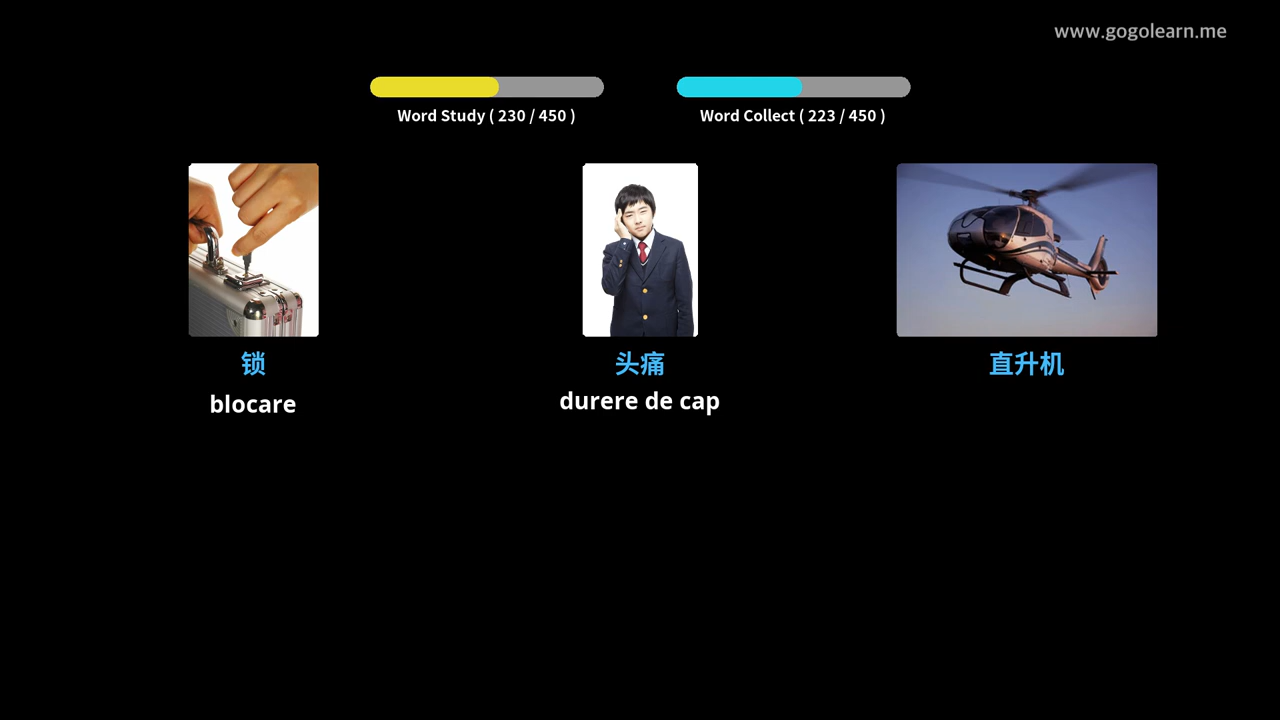 www.gogolearn.me
Word Study ( 230 / 450 )
Word Collect ( 223 / 450 )
锁
头痛
直升机
blocare
durere de cap